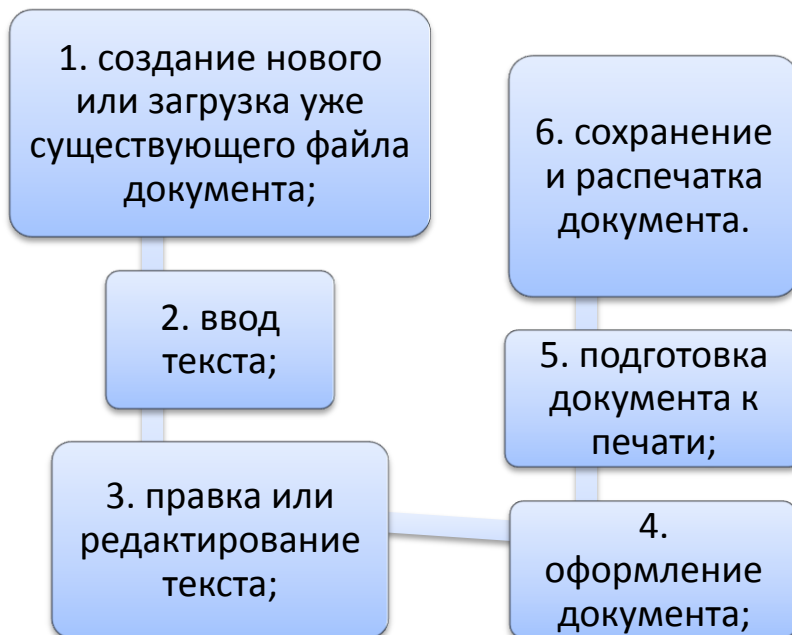 1. создание нового
или загрузка уже
существующего файла
документа;
2. ввод
текста;
3. правка или
редактирование
текста;
4.
оформление
документа;
5. подготовка
документа к
печати;
6. сохранение
и распечатка
документа.